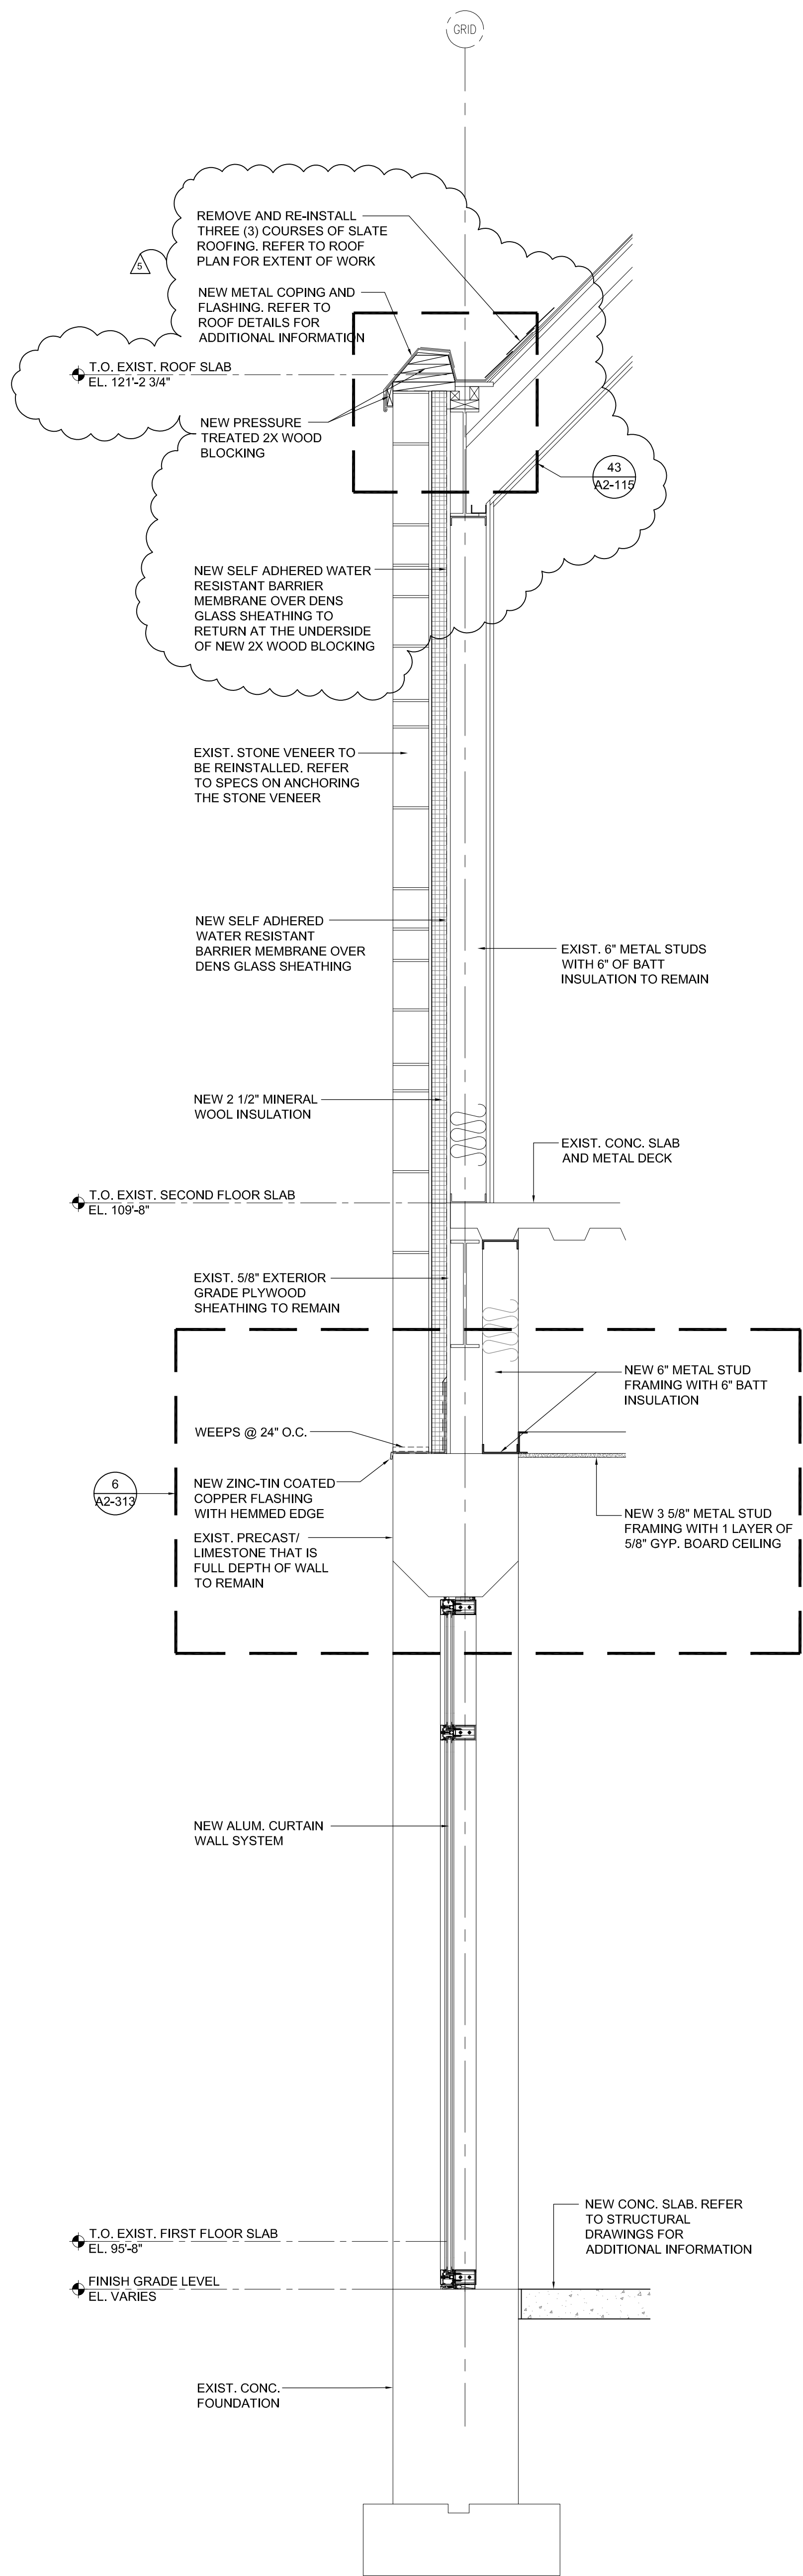 GRID
REMOVE AND RE-INSTALL
THREE (3) COURSES OF SLATE
ROOFING. REFER TO ROOF
PLAN FOR EXTENT OF WORK
5
NEW METAL COPING AND
FLASHING. REFER TO
ROOF DETAILS FOR
ADDITIONAL INFORMATION
T.O. EXIST. ROOF SLAB
EL. 121'-2 3/4"
NEW PRESSURE
TREATED 2X WOOD
BLOCKING
43
A2-115
NEW SELF ADHERED WATER
RESISTANT BARRIER
MEMBRANE OVER DENS
GLASS SHEATHING TO
RETURN AT THE UNDERSIDE
OF NEW 2X WOOD BLOCKING
EXIST. STONE VENEER TO
BE REINSTALLED. REFER
TO SPECS ON ANCHORING
THE STONE VENEER
NEW SELF ADHERED
WATER RESISTANT
BARRIER MEMBRANE OVER
DENS GLASS SHEATHING
EXIST. 6" METAL STUDS
WITH 6" OF BATT
INSULATION TO REMAIN
NEW 2 1/2" MINERAL
WOOL INSULATION
EXIST. CONC. SLAB
AND METAL DECK
T.O. EXIST. SECOND FLOOR SLAB
EL. 109'-8"
EXIST. 5/8" EXTERIOR
GRADE PLYWOOD
SHEATHING TO REMAIN
NEW 6" METAL STUD
FRAMING WITH 6" BATT
INSULATION
WEEPS @ 24" O.C.
6
A2-313
NEW ZINC-TIN COATED
COPPER FLASHING
WITH HEMMED EDGE
NEW 3 5/8" METAL STUD
FRAMING WITH 1 LAYER OF
5/8" GYP. BOARD CEILING
EXIST. PRECAST/
LIMESTONE THAT IS
FULL DEPTH OF WALL
TO REMAIN
NEW ALUM. CURTAIN
WALL SYSTEM
NEW CONC. SLAB. REFER
TO STRUCTURAL
DRAWINGS FOR
ADDITIONAL INFORMATION
T.O. EXIST. FIRST FLOOR SLAB
EL. 95'-8"
FINISH GRADE LEVEL
EL. VARIES
EXIST. CONC.
FOUNDATION